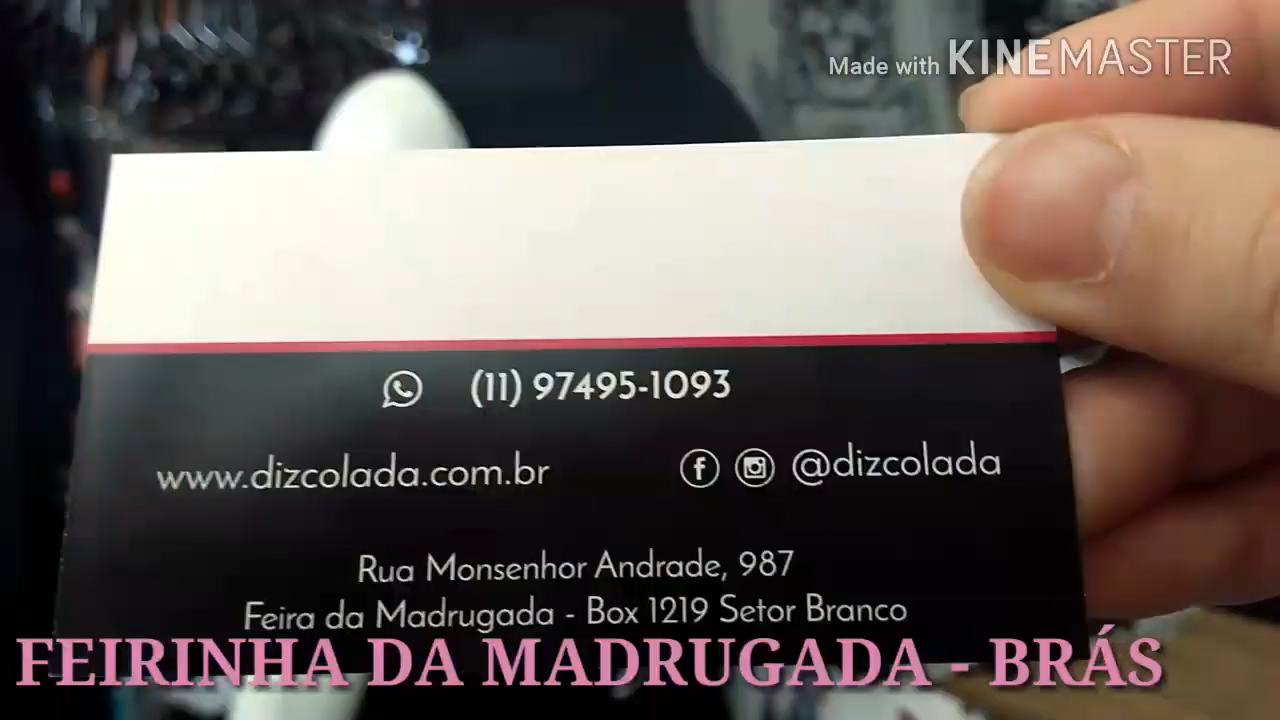 Made with KINEMASTER
(11) 97495-1093
www.dizcolada.com.br @dizcolada
Rua Monsenhor Andrade, 987
Feira da Madrugada - Box 1219 Setor Branco
FEIRINHA DA MADRUGADA - BRÁS